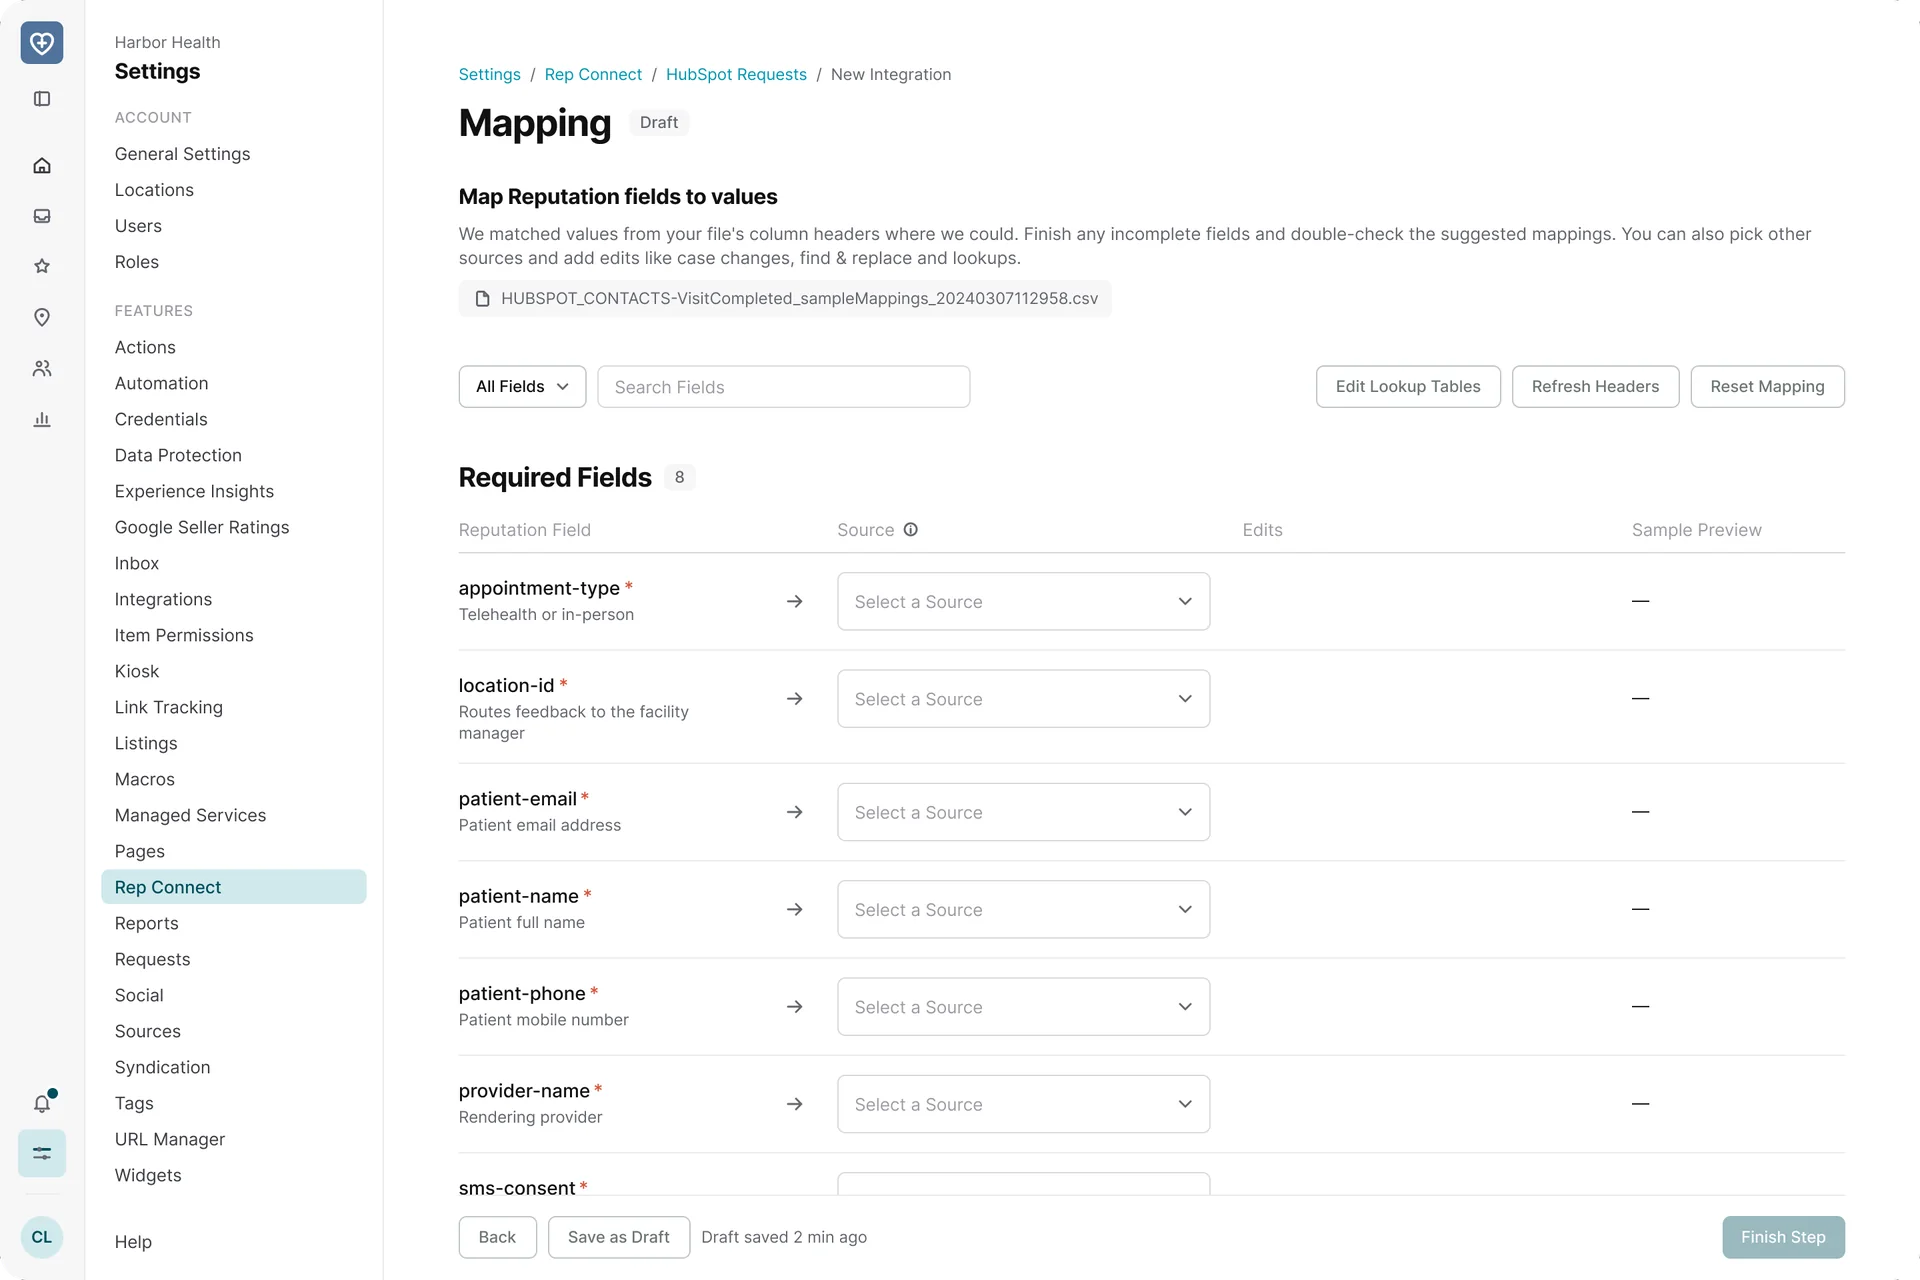 Harbor Health
Settings
ACCOUNT
General Settings
Locations
Users
Roles
FEATURES
Actions
Automation
Credentials
Data Protection
Experience Insights
Google Seller Ratings
Inbox
Integrations
Item Permissions
Kiosk
Link Tracking
Listings
Macros
Managed Services
Pages
Rep Connect
Reports
Requests
Social
Sources
Syndication
Tags
URL Manager
Widgets
Help
CL
Settings / Rep Connect / HubSpot Requests / New Integration
Mapping Draft
Map Reputation fields to values
We matched values from your file's column headers where we could. Finish any incomplete fields and double-check the suggested mappings. You can also pick other
sources and add edits like case changes, find & replace and lookups.
HUBSPOT_CONTACTS-VisitCompleted_sampleMappings_20240307112958.csv
All Fields Search Fields Edit Lookup Tables Refresh Headers Reset Mapping
Required Fields 8
Reputation Field Source Edits Sample Preview
appointment-type *
Telehealth or in-person
Select a Source —
location-id *
Routes feedback to the facility
manager
Select a Source —
patient-email *
Patient email address
Select a Source —
patient-name *
Patient full name
Select a Source —
patient-phone *
Patient mobile number
Select a Source —
provider-name *
Rendering provider
Select a Source —
sms-consent *
Back Save as Draft Draft saved 2 min ago Finish Step